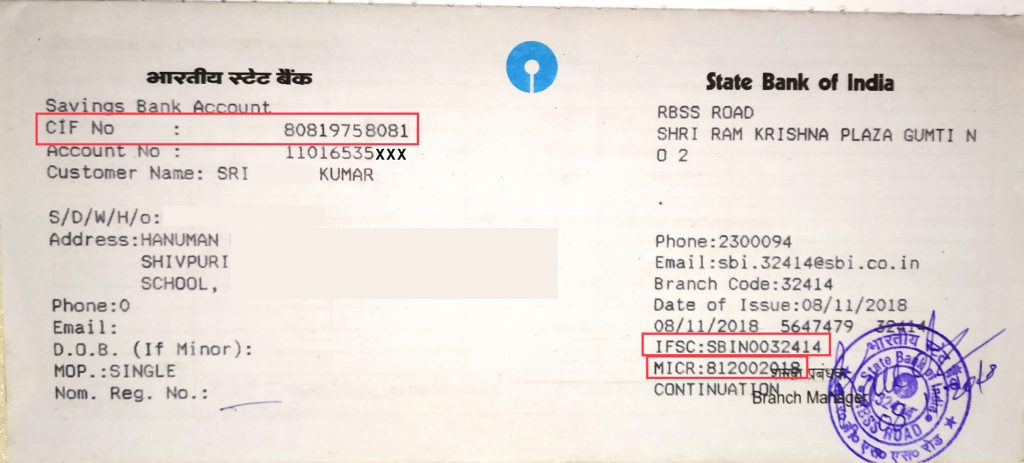 भारतीय स्टेट बैंक
Savings Bank Account
CIF No : 80819758081
Account No : 11016535XXX
Customer Name: SRI KUMAR
S/D/W/H/o:
Address:HANUMAN
SHIVPURI
SCHOOL,
Phone:0
Email:
D.O.B. (If Minor):
MOP.:SINGLE
Nom. Reg. No.:
State Bank of India
RBSS ROAD
SHRI RAM KRISHNA PLAZA GUMTI N
O 2
Phone:2300094
Email:sbi.32414@sbi.co.in
Branch Code:32414
Date of Issue:08/11/2018
08/11/2018 5647479 32414
IFSC:SBIN0032414
MICR:812002018
CONTINUATION
शाखा प्रबंधक
Branch Manager
भारतीय स्टेट बैंक
State Bank of India
RBSS ROAD